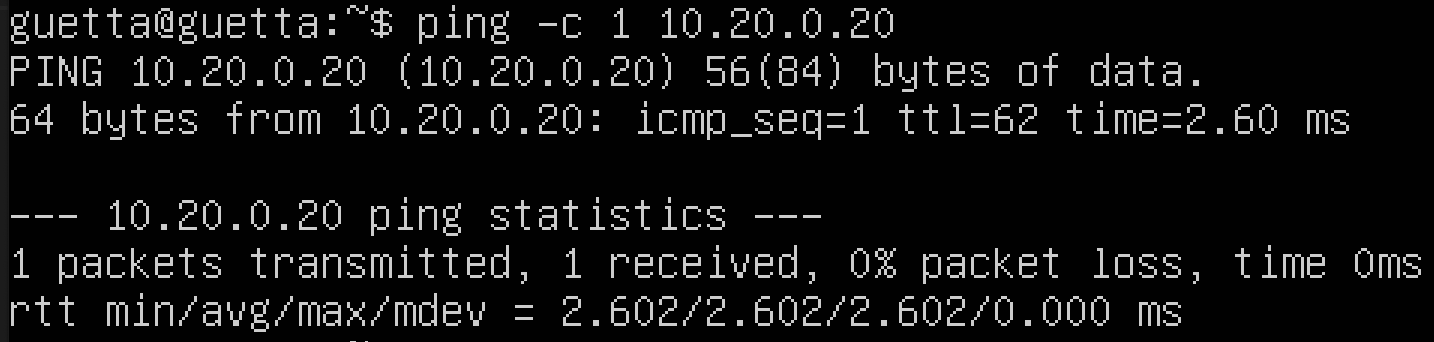 guetta@guetta:~$ ping -c 1 10.20.0.20
PING 10.20.0.20 (10.20.0.20) 56(84) bytes of data.
64 bytes from 10.20.0.20: icmp_seq=1 ttl=62 time=2.60 ms
--- 10.20.0.20 ping statistics ---
1 packets transmitted, 1 received, 0% packet loss, time 0ms
rtt min/avg/max/mdev = 2.602/2.602/2.602/0.000 ms